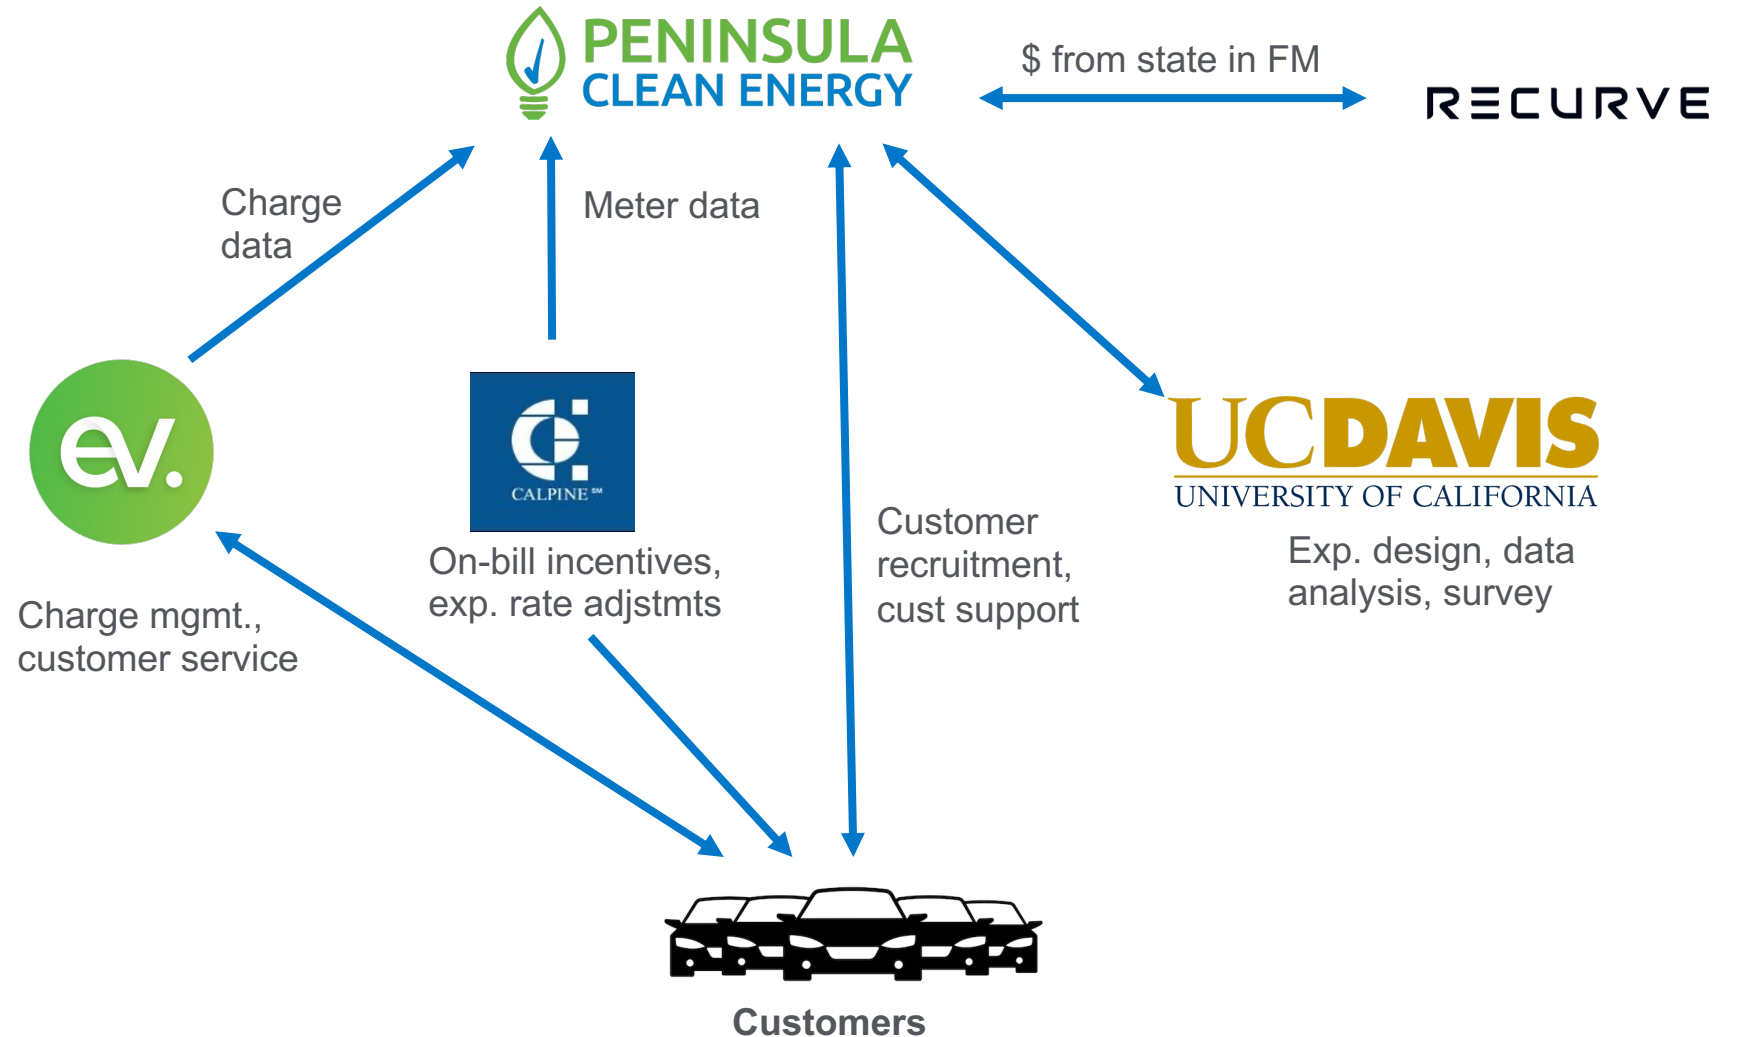 PENINSULA
CLEAN ENERGY
$ from state in FM
RECURVE
Charge
data
Meter data
ev.
CALPINE SM
UCDAVIS
UNIVERSITY OF CALIFORNIA
On-bill incentives,
exp. rate adjstmts
Customer
recruitment,
cust support
Exp. design, data
analysis, survey
Charge mgmt.,
customer service
Customers